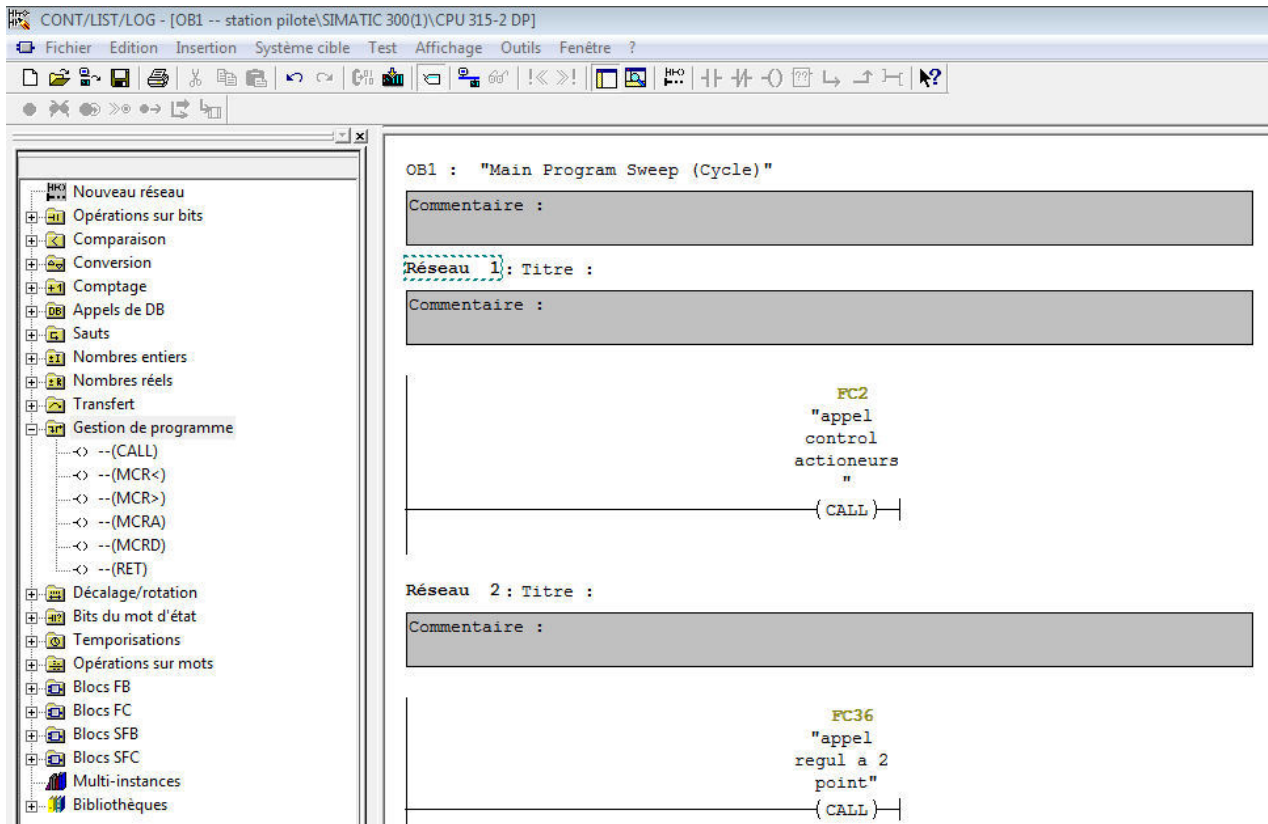 CONT/LIST/LOG - [OB1 -- station pilote\SIMATIC 300(1)\CPU 315-2 DP]
Fichier Edition Insertion Système cible Test Affichage Outils Fenêtre ?
Nouveau réseau
Opérations sur bits
Comparaison
Conversion
Comptage
Appels de DB
Sauts
Nombres entiers
Nombres réels
Transfert
Gestion de programme
--(CALL)
--(MCR<)
--(MCR>)
--(MCRA)
--(MCRD)
--(RET)
Décalage/rotation
Bits du mot d'état
Temporisations
Opérations sur mots
Blocs FB
Blocs FC
Blocs SFB
Blocs SFC
Multi-instances
Bibliothèques
OB1 : "Main Program Sweep (Cycle)"
Commentaire :
Réseau 1 : Titre :
Commentaire :
FC2
"appel
control
actioneurs
"
(CALL)
Réseau 2 : Titre :
Commentaire :
FC36
"appel
regul a 2
point"
(CALL)